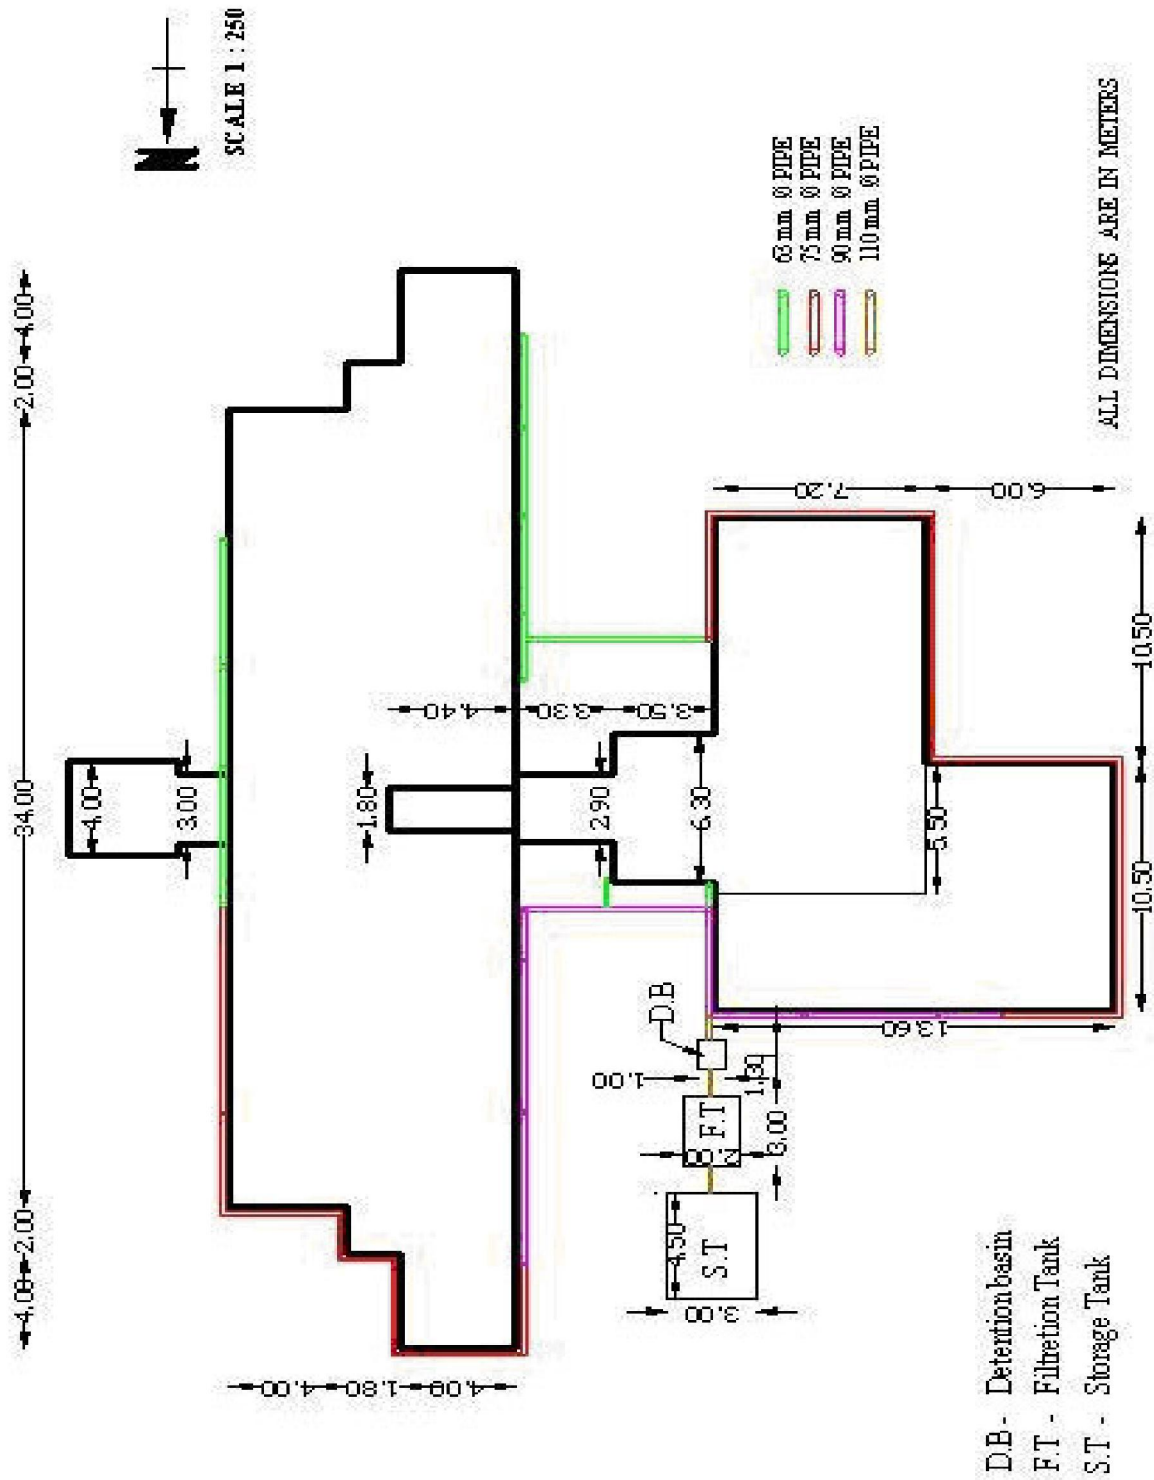 N
SCALE 1 : 250
4.00
2.00
34.00
2.00
4.00
4.00
3.00
1.80
4.40
3.30
3.50
2.90
6.30
7.20
6.00
10.50
10.50
5.50
13.60
4.00
1.80
4.00
D.B
1.00
1.30
F.T
2.8
3.00
S.T
4.50
3.00
63mm Ø PIPE
75mm Ø PIPE
90mm Ø PIPE
110mm Ø PIPE
ALL DIMENSIONS ARE IN METERS
D.B - Detention basin
F.T - Filtretion Tank
S.T - Storage Tank